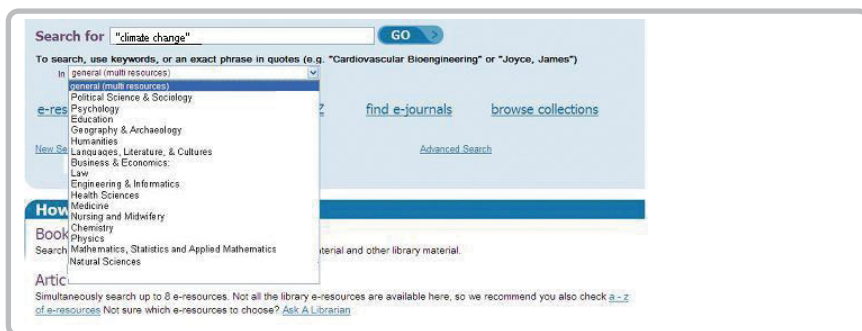 Search for "climate change" GO >
To search, use keywords, or an exact phrase in quotes (e.g. "Cardiovascular Bioengineering" or "Joyce, James")
In general (multi resources)
general (multi resources)
Political Science & Sociology
e-res Psychology Z find e-journals browse collections
Education
Geography & Archaeology
Humanities
New Se Languages, Literature, & Cultures Advanced Search
Business & Economics:
Law
Engineering & Informatics
Health Sciences
Medicine
How Nursing and Midwifery
Chemistry
Book Physics
Search Mathematics, Statistics and Applied Mathematics terial and other library material.
Natural Sciences
Artic
Simultaneously search up to 8 e-resources. Not all the library e-resources are available here, so we recommend you also check a - z
of e-resources Not sure which e-resources to choose? Ask A Librarian